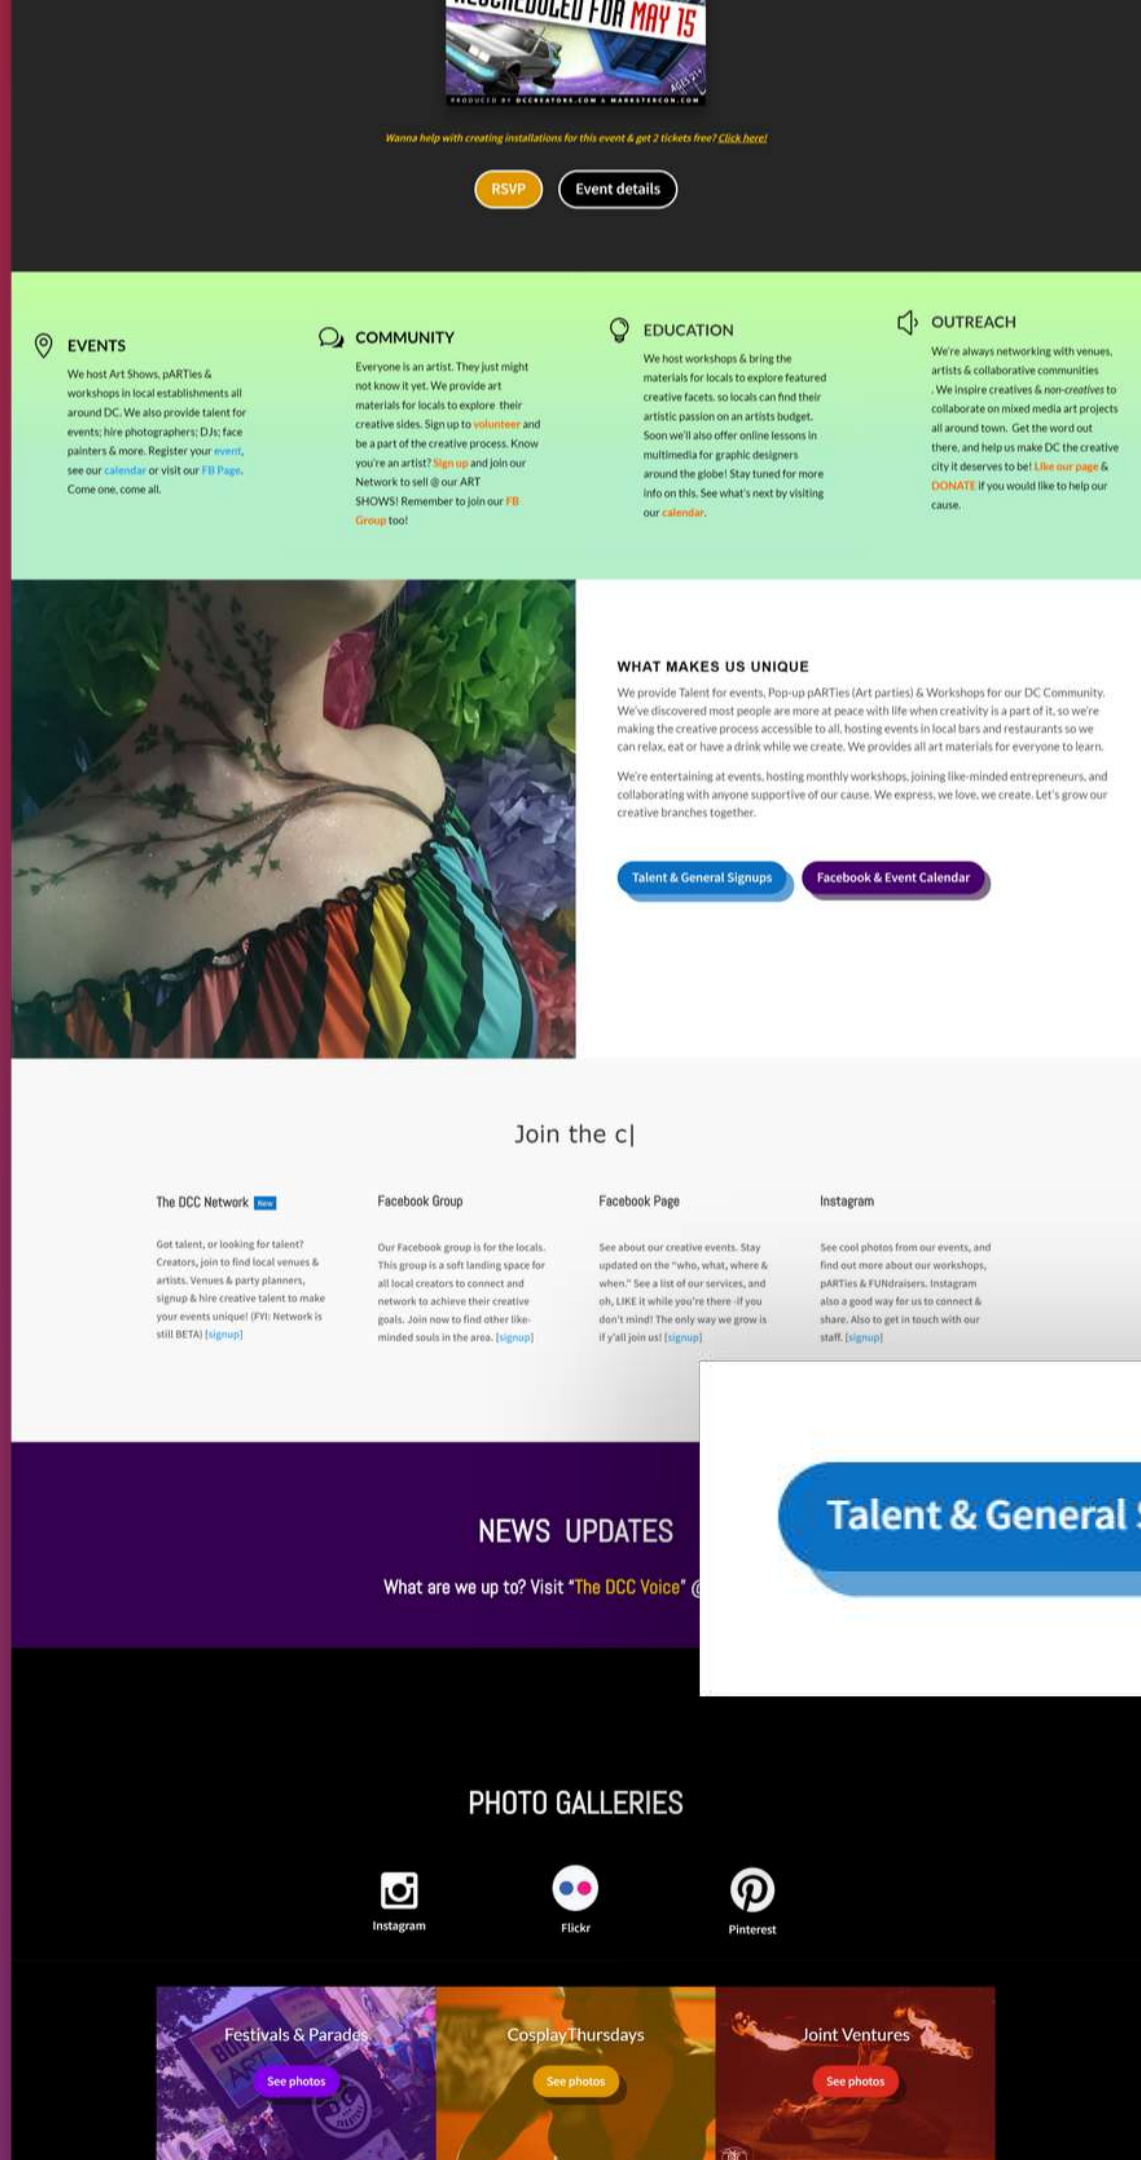 RESCHEDULED FOR MAY 15
AGES 21+
PRODUCED BY DCCREATORS.COM & MARKSTERCON.COM
Wanna help with creating installations for this event & get 2 tickets free? Click here!
RSVP
Event details
EVENTS
We host Art Shows, pARTies &
workshops in local establishments all
around DC. We also provide talent for
events; hire photographers; DJs; face
painters & more. Register your event,
see our calendar or visit our FB Page.
Come one, come all.
COMMUNITY
Everyone is an artist. They just might
not know it yet. We provide art
materials for locals to explore their
creative sides. Sign up to volunteer and
be a part of the creative process. Know
you're an artist? Sign up and join our
Network to sell @ our ART
SHOWS! Remember to join our FB
Group too!
EDUCATION
We host workshops & bring the
materials for locals to explore featured
creative facets, so locals can find their
artistic passion on an artists budget.
Soon we'll also offer online lessons in
multimedia for graphic designers
around the globe! Stay tuned for more
info on this. See what's next by visiting
our calendar.
OUTREACH
We're always networking with venues,
artists & collaborative communities
. We inspire creatives & non-creatives to
collaborate on mixed media art projects
all around town. Get the word out
there, and help us make DC the creative
city it deserves to be! Like our page &
DONATE if you would like to help our
cause.
WHAT MAKES US UNIQUE
We provide Talent for events, Pop-up pARTies (Art parties) & Workshops for our DC Community.
We've discovered most people are more at peace with life when creativity is a part of it, so we're
making the creative process accessible to all, hosting events in local bars and restaurants so we
can relax, eat or have a drink while we create. We provides all art materials for everyone to learn.
We're entertaining at events, hosting monthly workshops, joining like-minded entrepreneurs, and
collaborating with anyone supportive of our cause. We express, we love, we create. Let's grow our
creative branches together.
Talent & General Signups
Facebook & Event Calendar
Join the c|
The DCC Network New
Got talent, or looking for talent?
Creators, join to find local venues &
artists. Venues & party planners,
signup & hire creative talent to make
your events unique! (FYI: Network is
still BETA) [signup]
Facebook Group
Our Facebook group is for the locals.
This group is a soft landing space for
all local creators to connect and
network to achieve their creative
goals. Join now to find other like-
minded souls in the area. [signup]
Facebook Page
See about our creative events. Stay
updated on the "who, what, where &
when." See a list of our services, and
oh, LIKE it while you're there -if you
don't mind! The only way we grow is
if y'all join us! [signup]
Instagram
See cool photos from our events, and
find out more about our workshops,
pARTies & FUNdraisers. Instagram
also a good way for us to connect &
share. Also to get in touch with our
staff. [signup]
Talent & General
NEWS UPDATES
What are we up to? Visit "The DCC Voice" @
PHOTO GALLERIES
Instagram
Flickr
Pinterest
Festivals & Parades
See photos
CosplayThursdays
See photos
Joint Ventures
See photos
BODY
ART